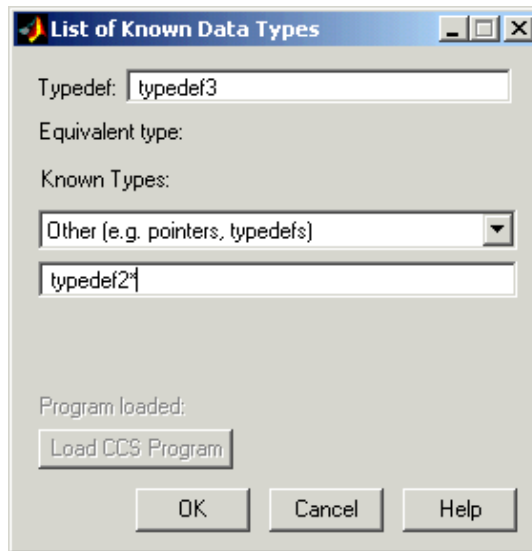 List of Known Data Types
Typedef: typedef3
Equivalent type:
Known Types:
Other (e.g. pointers, typedefs)
typedef2*
Program loaded:
Load CCS Program
OK Cancel Help